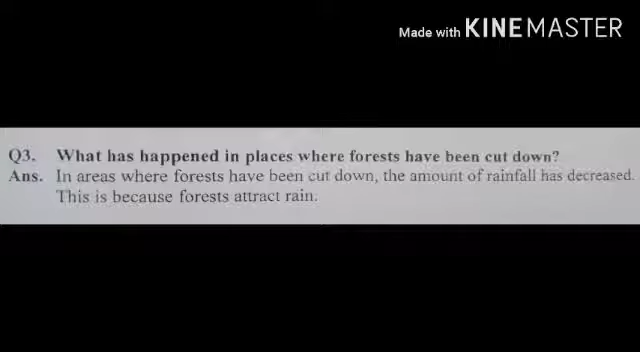 Made with KINEMASTER
Q3. What has happened in places where forests have been cut down?
Ans. In areas where forests have been cut down, the amount of rainfall has decreased.
This is because forests attract rain.